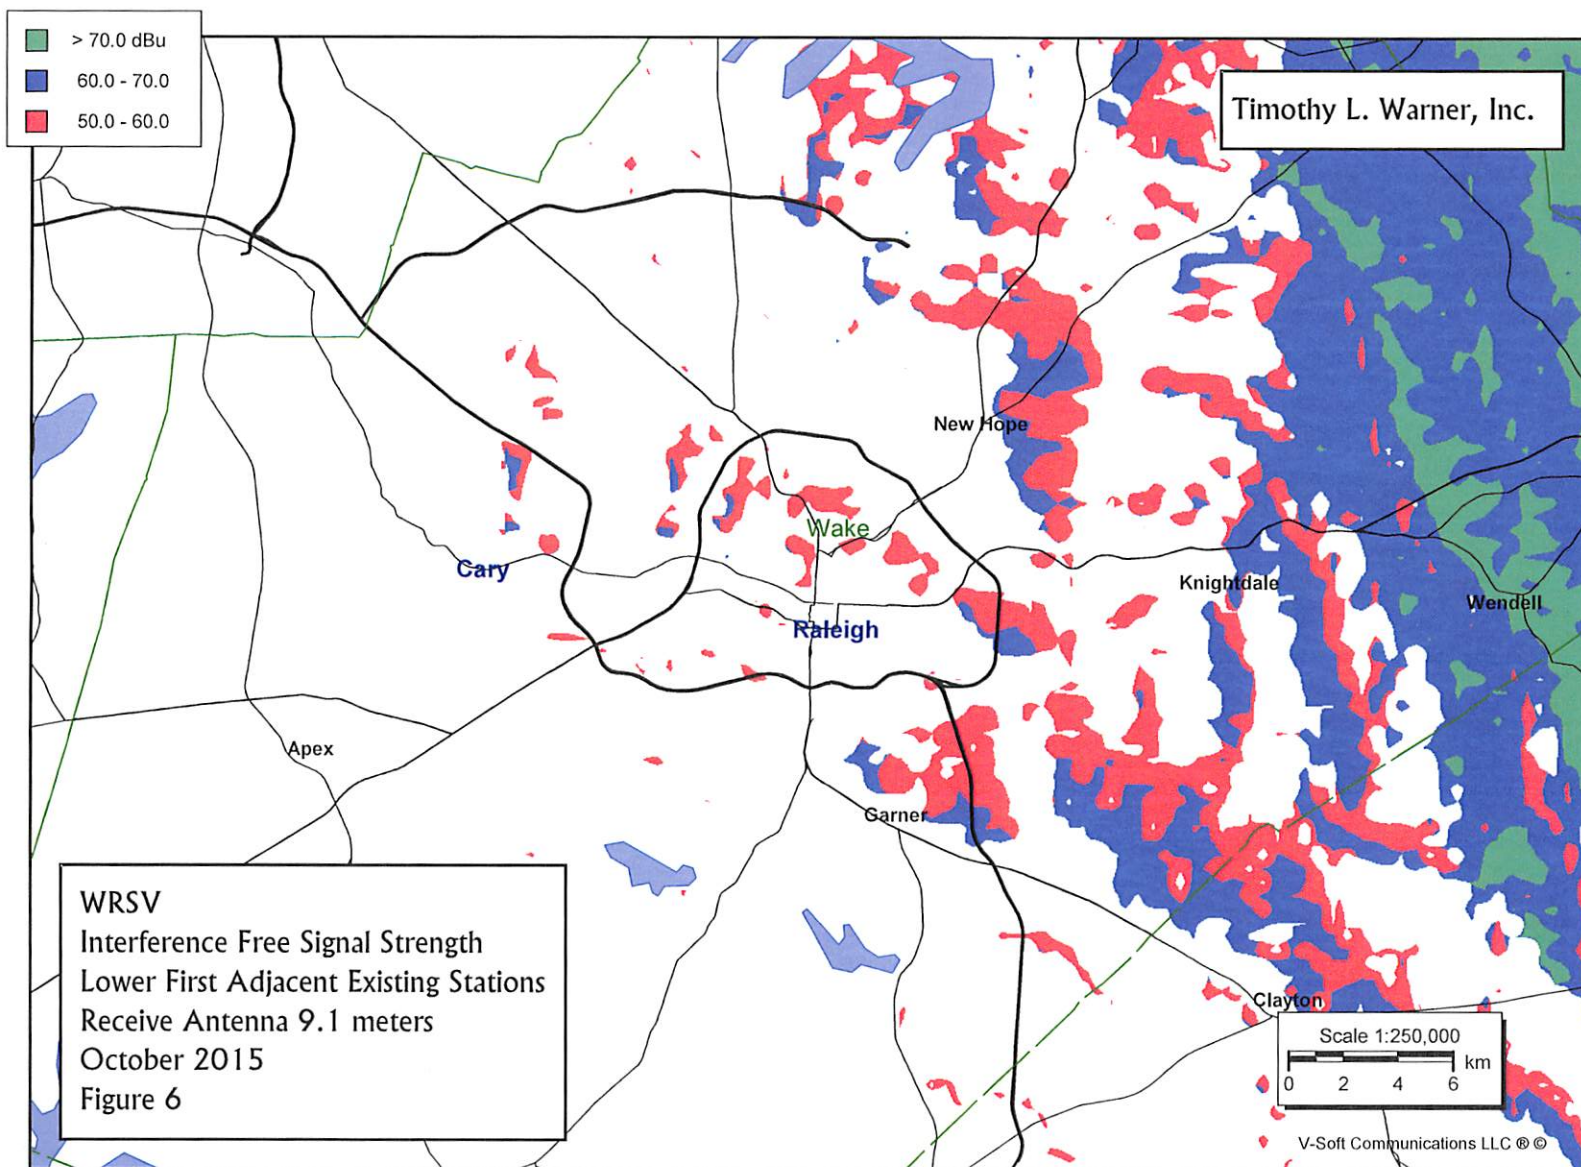 > 70.0 dBu
60.0 - 70.0
50.0 - 60.0
Timothy L. Warner, Inc.
New Hope
Wake
Cary
Knightdale
Wendell
Raleigh
Apex
Garner
WRSV
Interference Free Signal Strength
Lower First Adjacent Existing Stations
Receive Antenna 9.1 meters
October 2015
Figure 6
Clayton
Scale 1:250,000
km
0 2 4 6
V-Soft Communications LLC ® ©